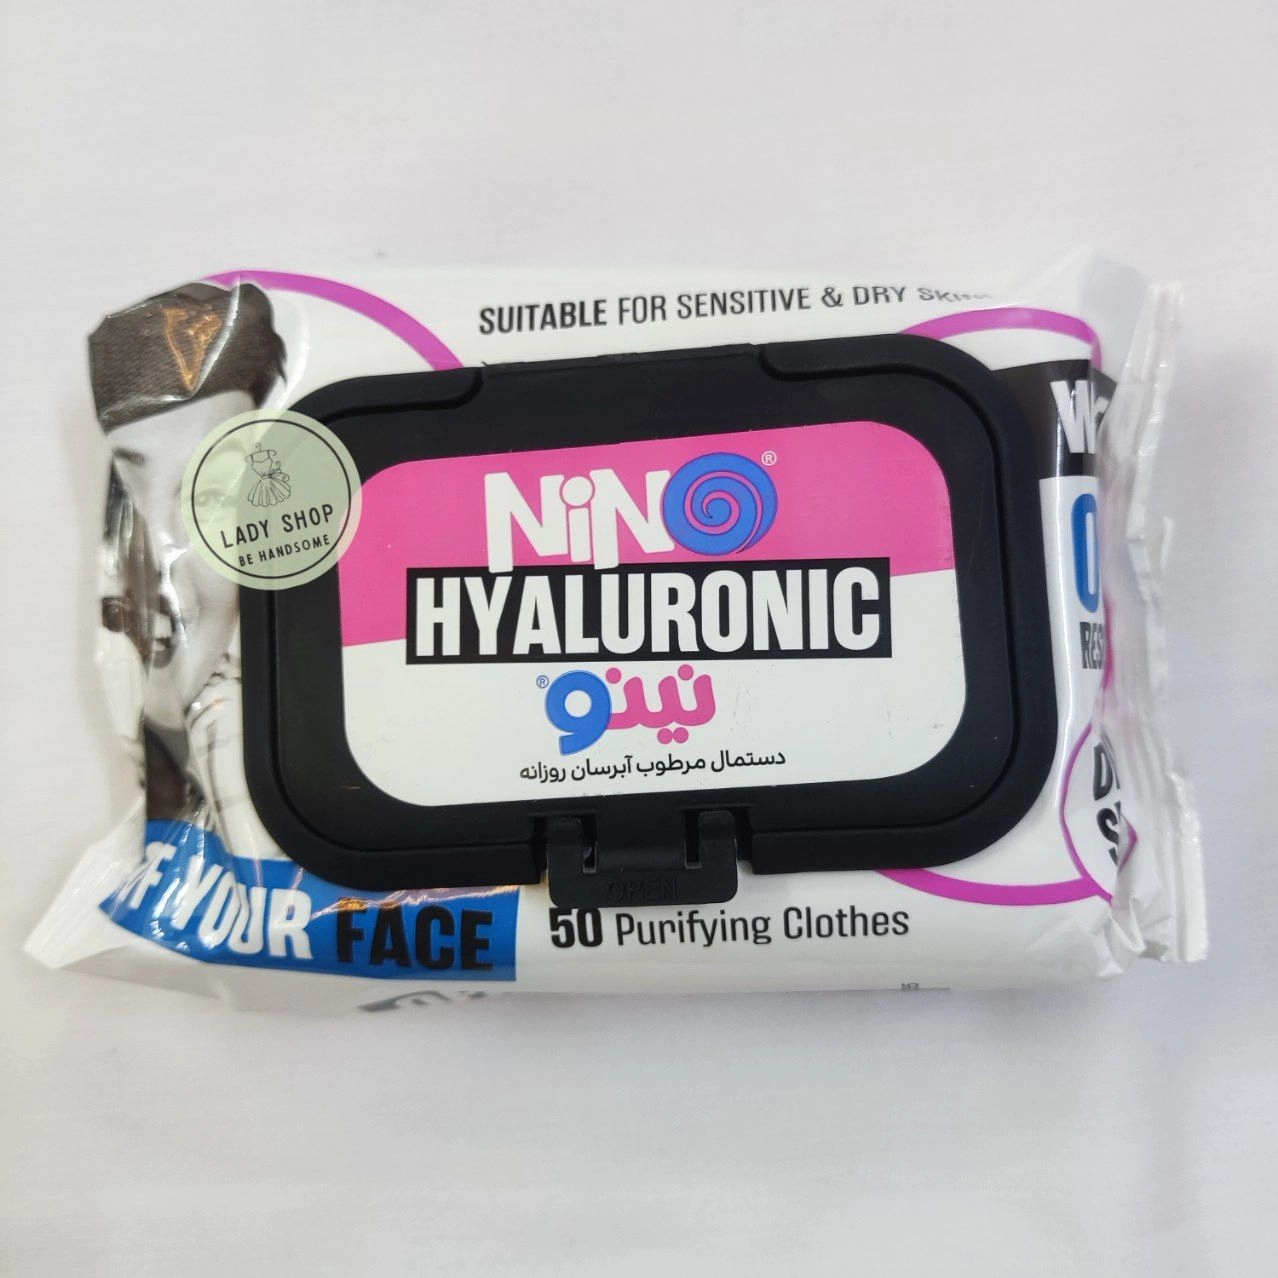 SUITABLE FOR SENSITIVE & DRY
LADY SHOP
BE HANDSOME
NiNO®
HYALURONIC
نینو®
دستمال مرطوب آبرسان روزانه
OPEN
YOUR FACE
50 Purifying Clothes